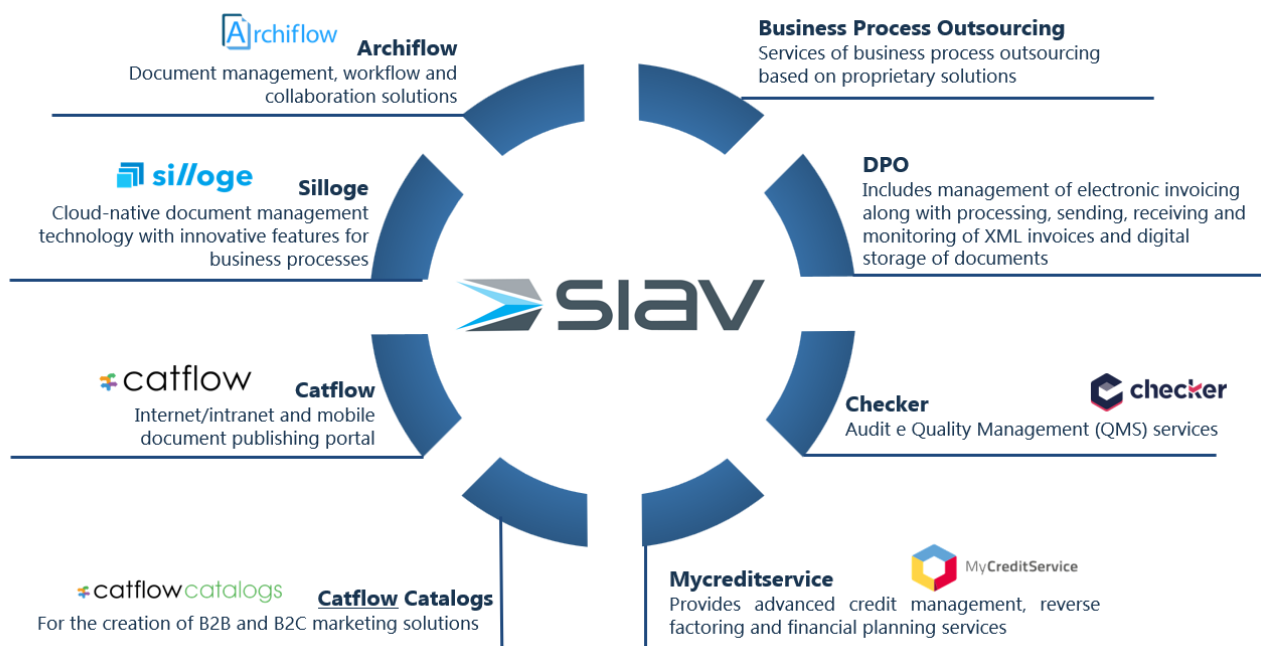 Archiflow
Archiflow
Document management, workflow and
collaboration solutions
Business Process Outsourcing
Services of business process outsourcing
based on proprietary solutions
silloge
Silloge
Cloud-native document management
technology with innovative features for
business processes
DPO
Includes management of electronic invoicing
along with processing, sending, receiving and
monitoring of XML invoices and digital
storage of documents
SIAV
catflow
Catflow
Internet/intranet and mobile
document publishing portal
checker
Checker
Audit e Quality Management (QMS) services
catflowcatalogs
Catflow Catalogs
For the creation of B2B and B2C marketing solutions
MyCreditService
Mycreditservice
Provides advanced credit management, reverse
factoring and financial planning services